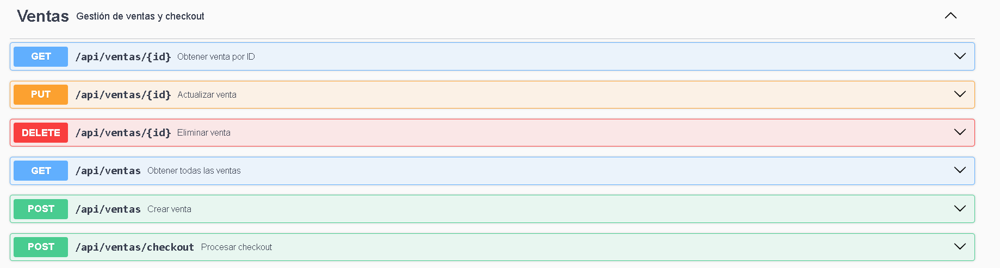 Ventas Gestión de ventas y checkout
GET /api/ventas/{id} Obtener venta por ID
PUT /api/ventas/{id} Actualizar venta
DELETE /api/ventas/{id} Eliminar venta
GET /api/ventas Obtener todas las ventas
POST /api/ventas Crear venta
POST /api/ventas/checkout Procesar checkout